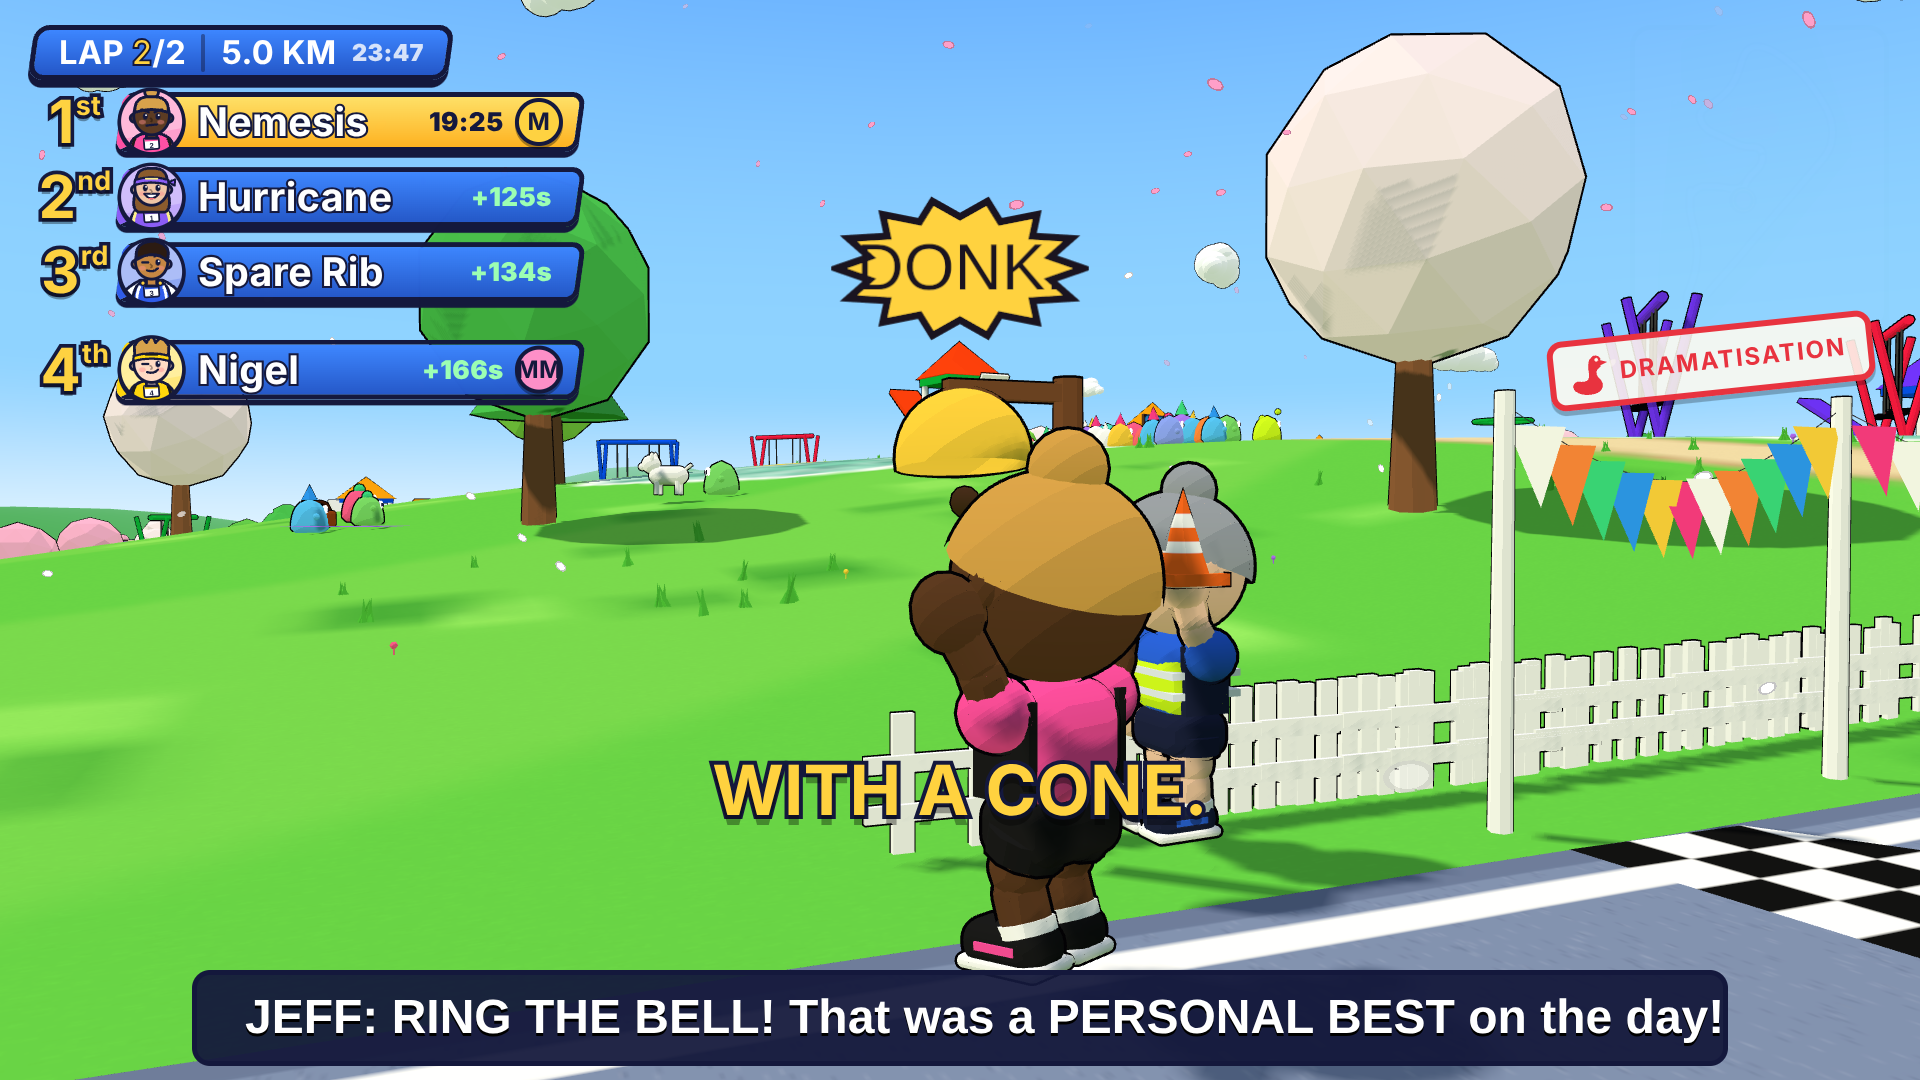 LAP 2/2 5.0 KM 23:47
1st Nemesis 19:25 M
2nd Hurricane +125s
3rd Spare Rib +134s
4th Nigel +166s MM
DONK.
DRAMATISATION
WITH A CONE.
JEFF: RING THE BELL! That was a PERSONAL BEST on the day!